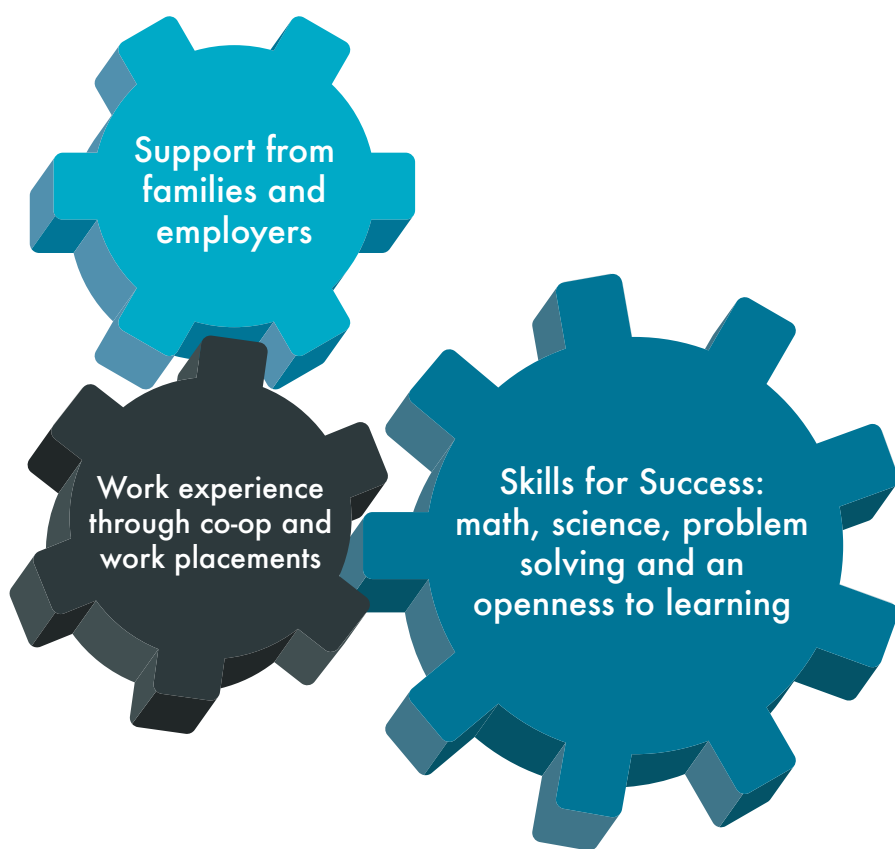 Support from
families and
employers
Work experience
through co-op and
work placements
Skills for Success:
math, science, problem
solving and an
openness to learning